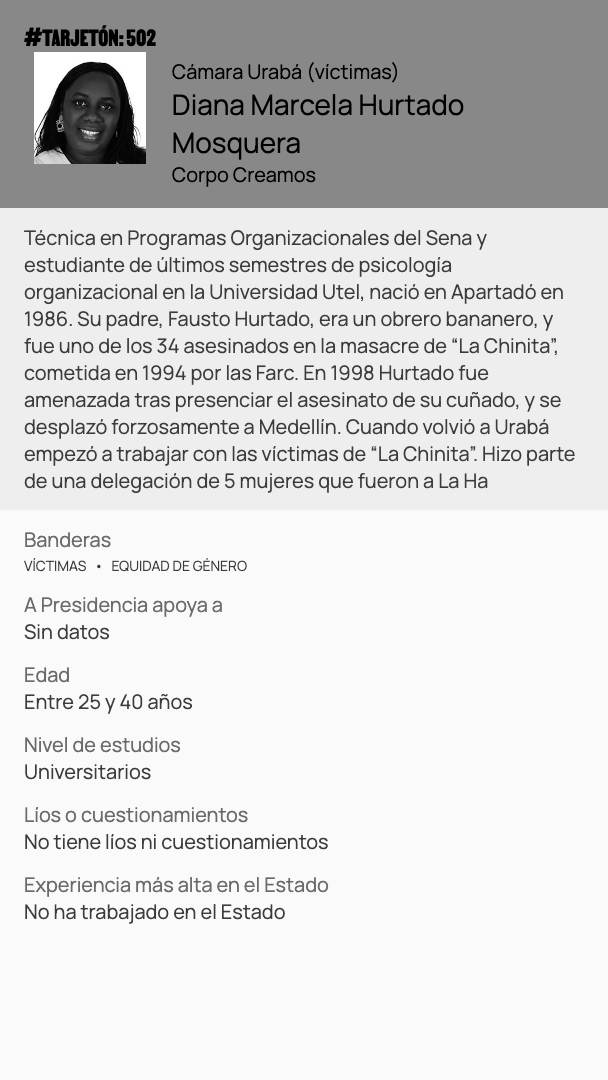 #TARJETÓN: 502
Cámara Urabá (víctimas)
Diana Marcela Hurtado
Mosquera
Corpo Creamos
Técnica en Programas Organizacionales del Sena y
estudiante de últimos semestres de psicología
organizacional en la Universidad Utel, nació en Apartadó en
1986. Su padre, Fausto Hurtado, era un obrero bananero, y
fue uno de los 34 asesinados en la masacre de “La Chinita”,
cometida en 1994 por las Farc. En 1998 Hurtado fue
amenazada tras presenciar el asesinato de su cuñado, y se
desplazó forzosamente a Medellín. Cuando volvió a Urabá
empezó a trabajar con las víctimas de “La Chinita”. Hizo parte
de una delegación de 5 mujeres que fueron a La Ha
Banderas
VÍCTIMAS • EQUIDAD DE GÉNERO
A Presidencia apoya a
Sin datos
Edad
Entre 25 y 40 años
Nivel de estudios
Universitarios
Líos o cuestionamientos
No tiene líos ni cuestionamientos
Experiencia más alta en el Estado
No ha trabajado en el Estado